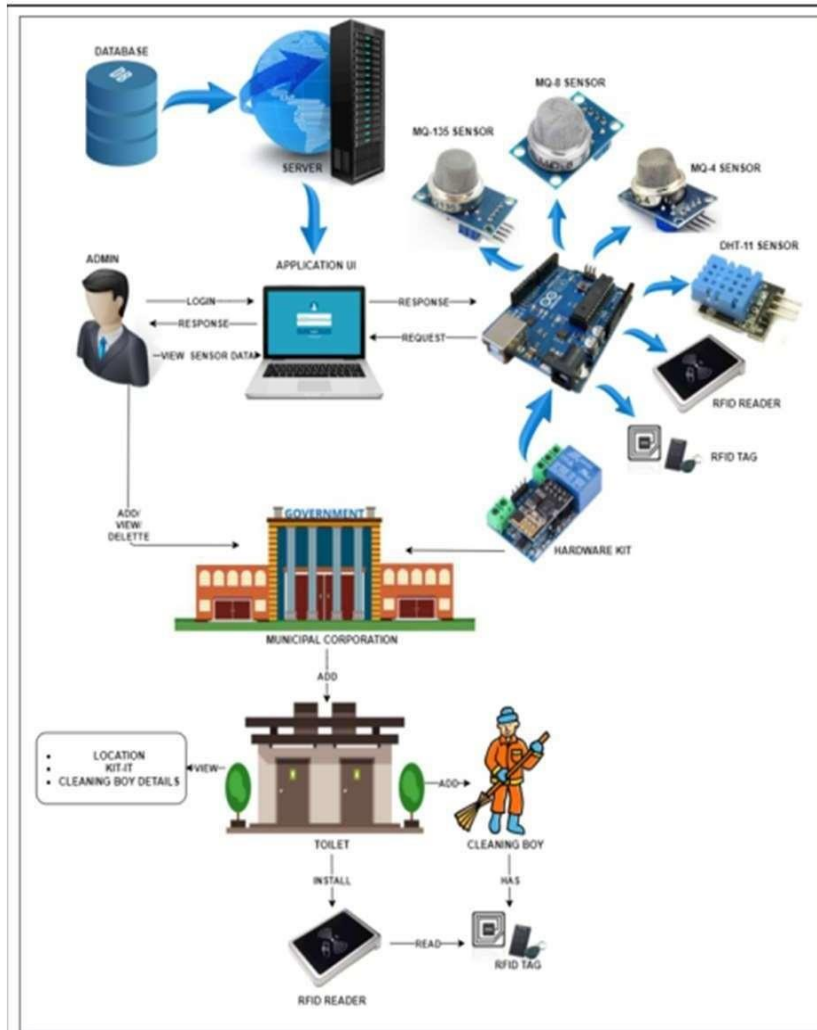 DATABASE
SERVER
MQ-8 SENSOR
MQ-135 SENSOR
MQ-4 SENSOR
DHT-11 SENSOR
ADMIN
APPLICATION UI
LOGIN
RESPONSE
RESPONSE
REQUEST
VIEW SENSOR DATA
RFID READER
RFID TAG
ADD/
VIEW/
DELETTE
GOVERNMENT
HARDWARE KIT
MUNICIPAL CORPORATION
ADD
• LOCATION
• KIT-IT
• CLEANING BOY DETAILS
VIEW
ADD
TOILET
CLEANING BOY
INSTALL
HAS
READ
RFID TAG
RFID READER